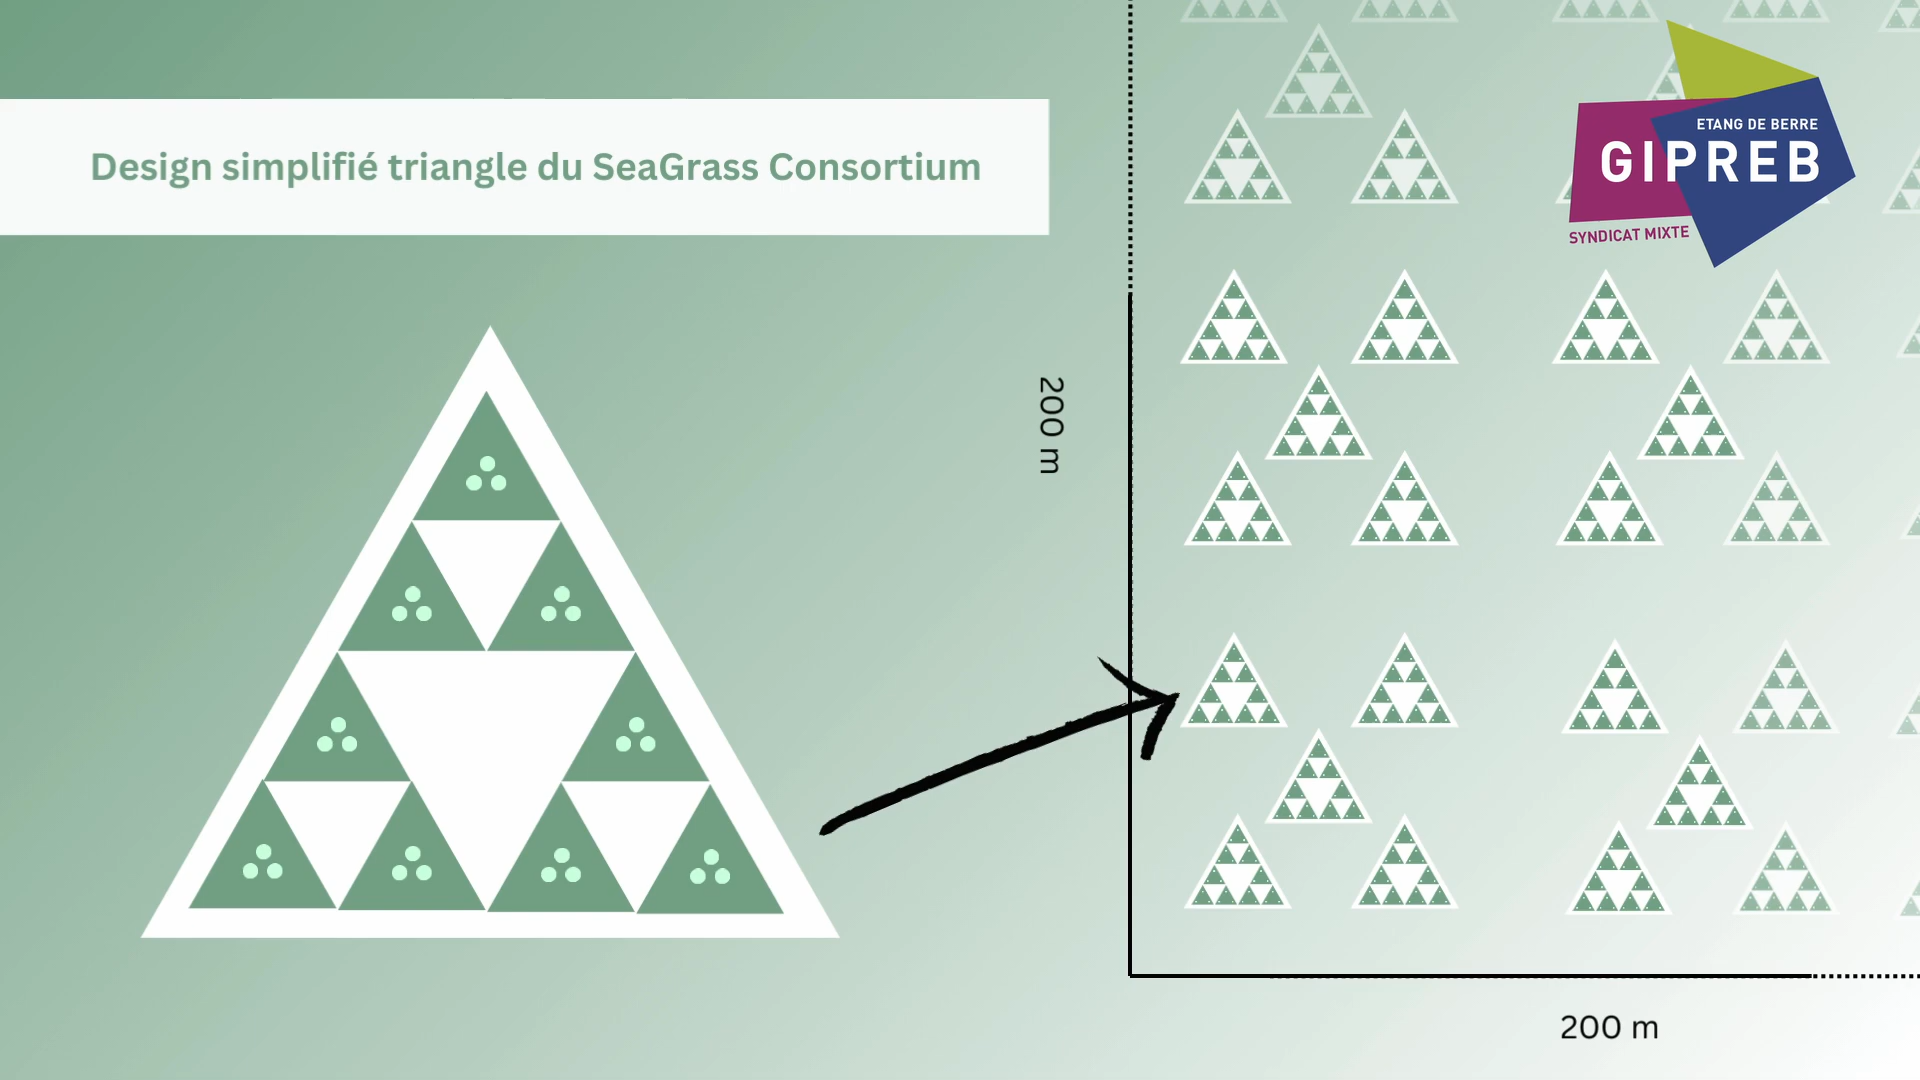 Design simplifié triangle du SeaGrass Consortium
ETANG DE BERRE
GIPREB
SYNDICAT MIXTE
200 m
200 m